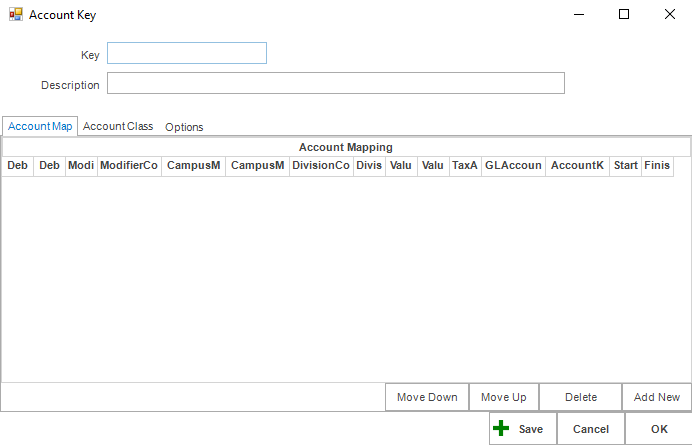 Account Key
Key
Description
Account Map Account Class Options
Account Mapping
Deb Deb Modi ModifierCo CampusM CampusM DivisionCo Divis Valu Valu TaxA GLAccoun AccountK Start Finis
Move Down Move Up Delete Add New
Save Cancel OK